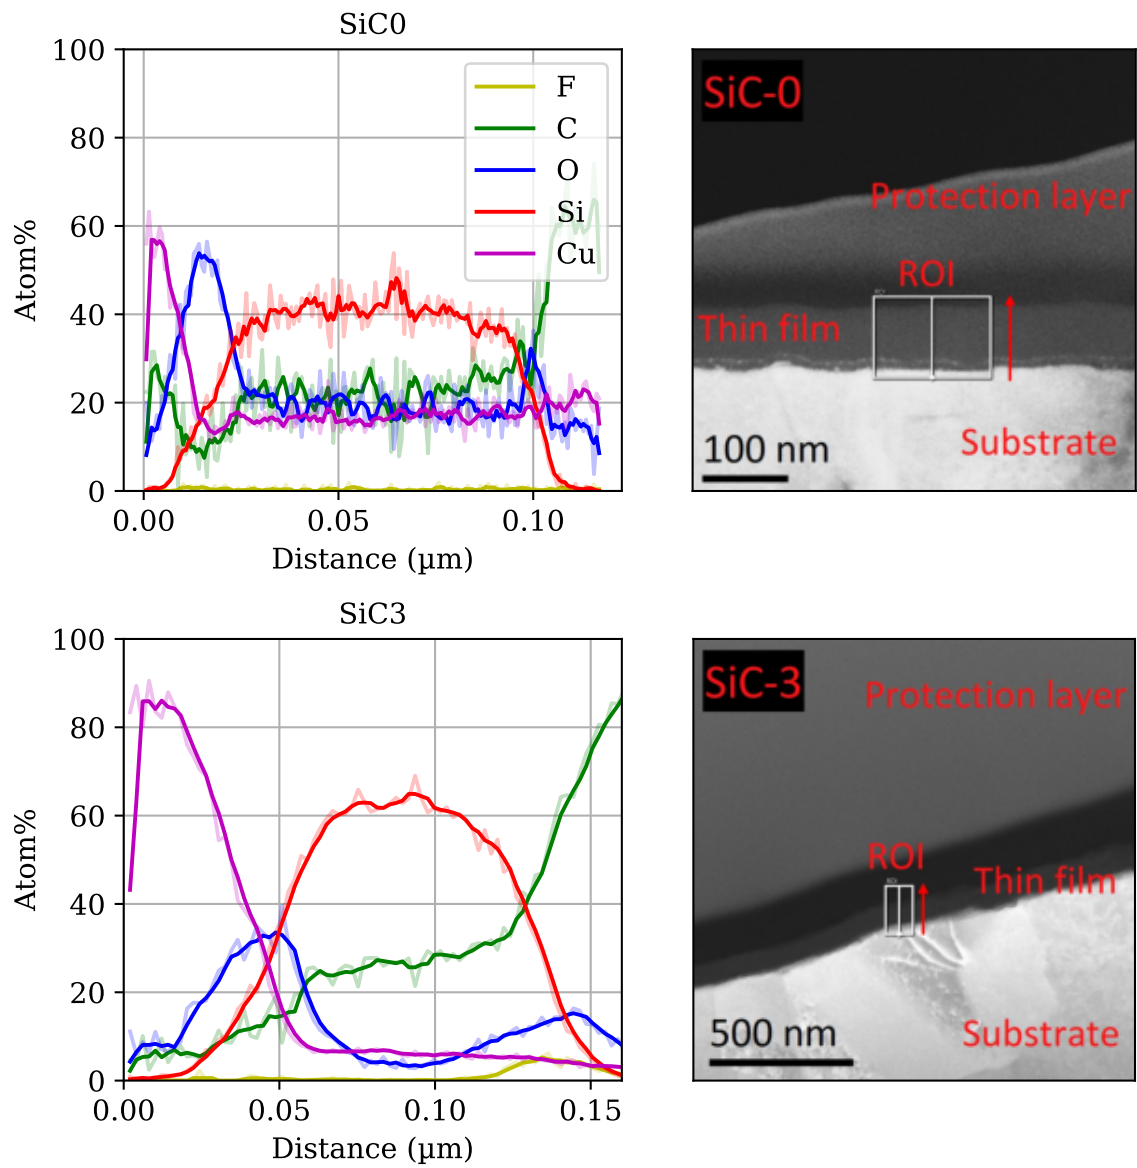 SiC0
100
80
60
40
20
0
Atom%
0.00 0.05 0.10
Distance (µm)
F
C
O
Si
Cu
SiC-0
Protection layer
ROI
Thin film
100 nm
Substrate
SiC3
100
80
60
40
20
0
Atom%
0.00 0.05 0.10 0.15
Distance (µm)
SiC-3
Protection layer
ROI
Thin film
500 nm
Substrate